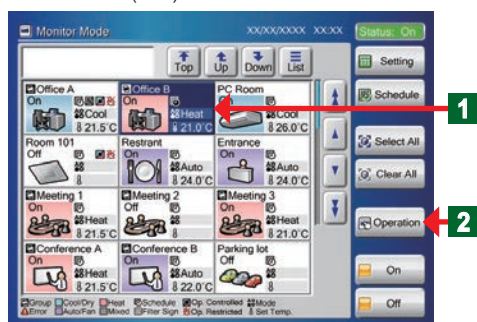 Monitor Mode XX/XX/XXXX XX:XX Status: On
Top Up Down List Setting
Office A Office B PC Room Schedule
On On On
Cool Heat Cool
21.5°C 21.0°C 26.0°C
1
Room 101 Restrant Entrance Select All
Off On On
Auto Auto
24.0°C 24.0°C
Clear All
Meeting 1 Meeting 2 Meeting 3
On Off On
Heat Heat
21.5°C 21.0°C
Operation 2
Conference A Conference B Parking lot
On On Off
Heat Auto
21.5°C 22.0°C
On
Group Cool/Dry Heat Schedule Op. Controlled Mode
Error Auto/Fan Mixed Filter Sign Op. Restricted Set Temp.
Off